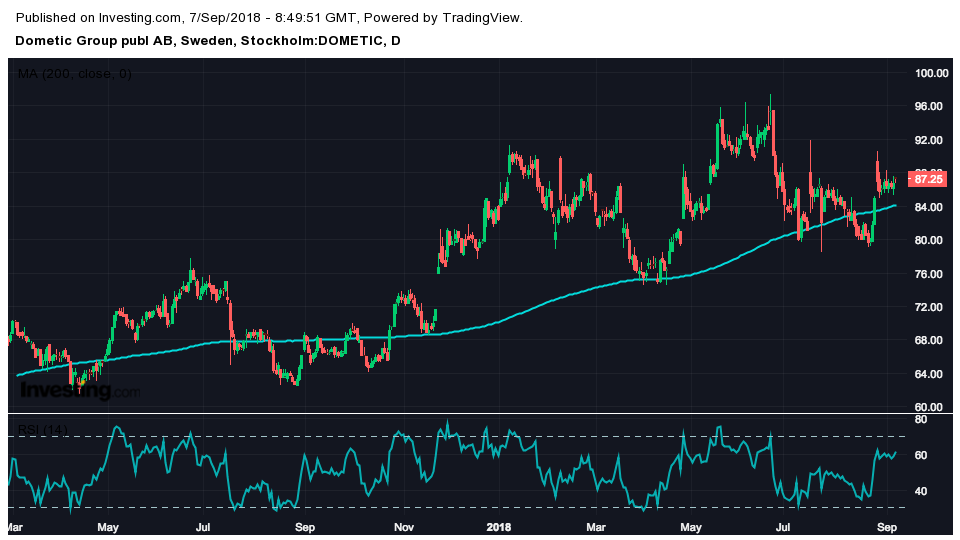 Published on Investing.com, 7/Sep/2018 - 8:49:51 GMT, Powered by TradingView.
Dometic Group publ AB, Sweden, Stockholm:DOMETIC, D
MA (200, close, 0)
100.00
96.00
92.00
88.00
87.25
84.00
80.00
76.00
72.00
68.00
64.00
60.00
Investing.com
RSI (14)
80
60
40
Mar May Jul Sep Nov 2018 Mar May Jul Sep